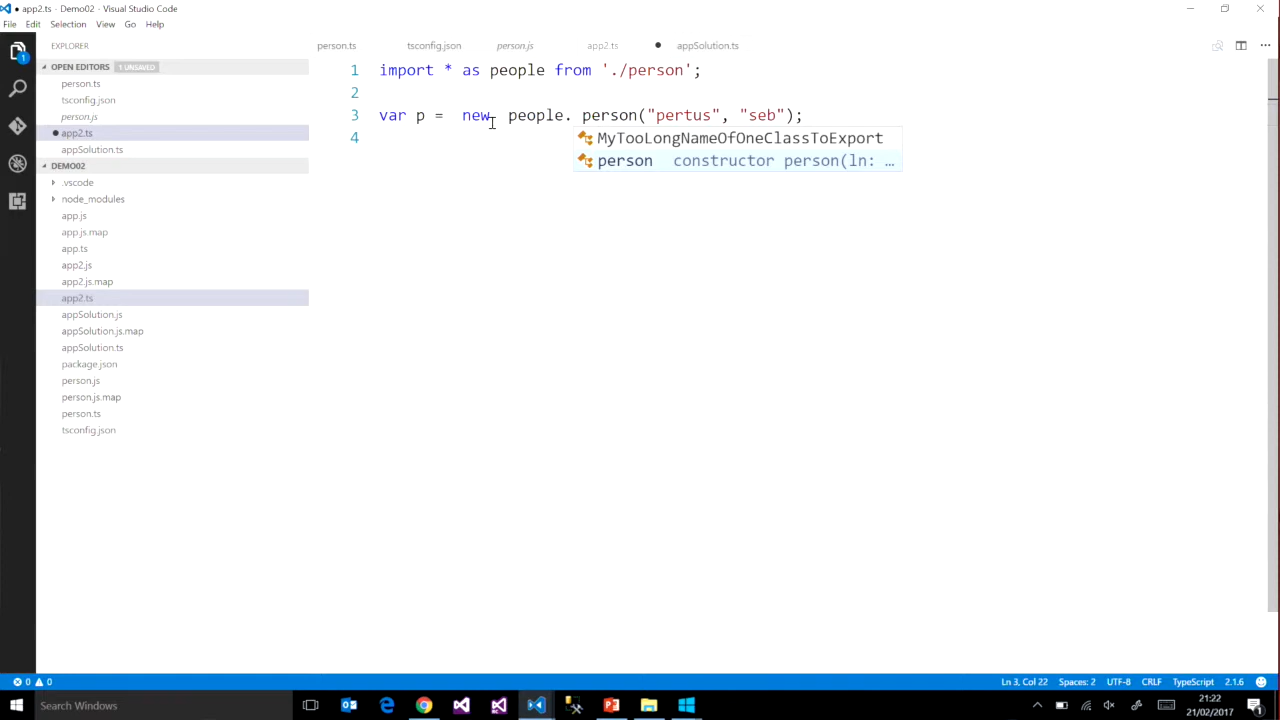 app2.ts - Demo02 - Visual Studio Code
File Edit Selection View Go Help
EXPLORER
person.ts tsconfig.json person.js app2.ts ● appSolution.ts
OPEN EDITORS 1 UNSAVED
person.ts
tsconfig.json
person.js
app2.ts
appSolution.ts
DEMO02
.vscode
node_modules
app.js
app.js.map
app.ts
app2.js
app2.js.map
app2.ts
appSolution.js
appSolution.js.map
appSolution.ts
package.json
person.js
person.js.map
person.ts
tsconfig.json
1 import * as people from './person';
2
3 var p =  new  people. person("pertus", "seb");
4
MyTooLongNameOfOneClassToExport
person constructor person(ln: …
1
0 0
Ln 3, Col 22 Spaces: 2 UTF-8 CRLF TypeScript 2.1.6
Search Windows
21:22
21/02/2017
1